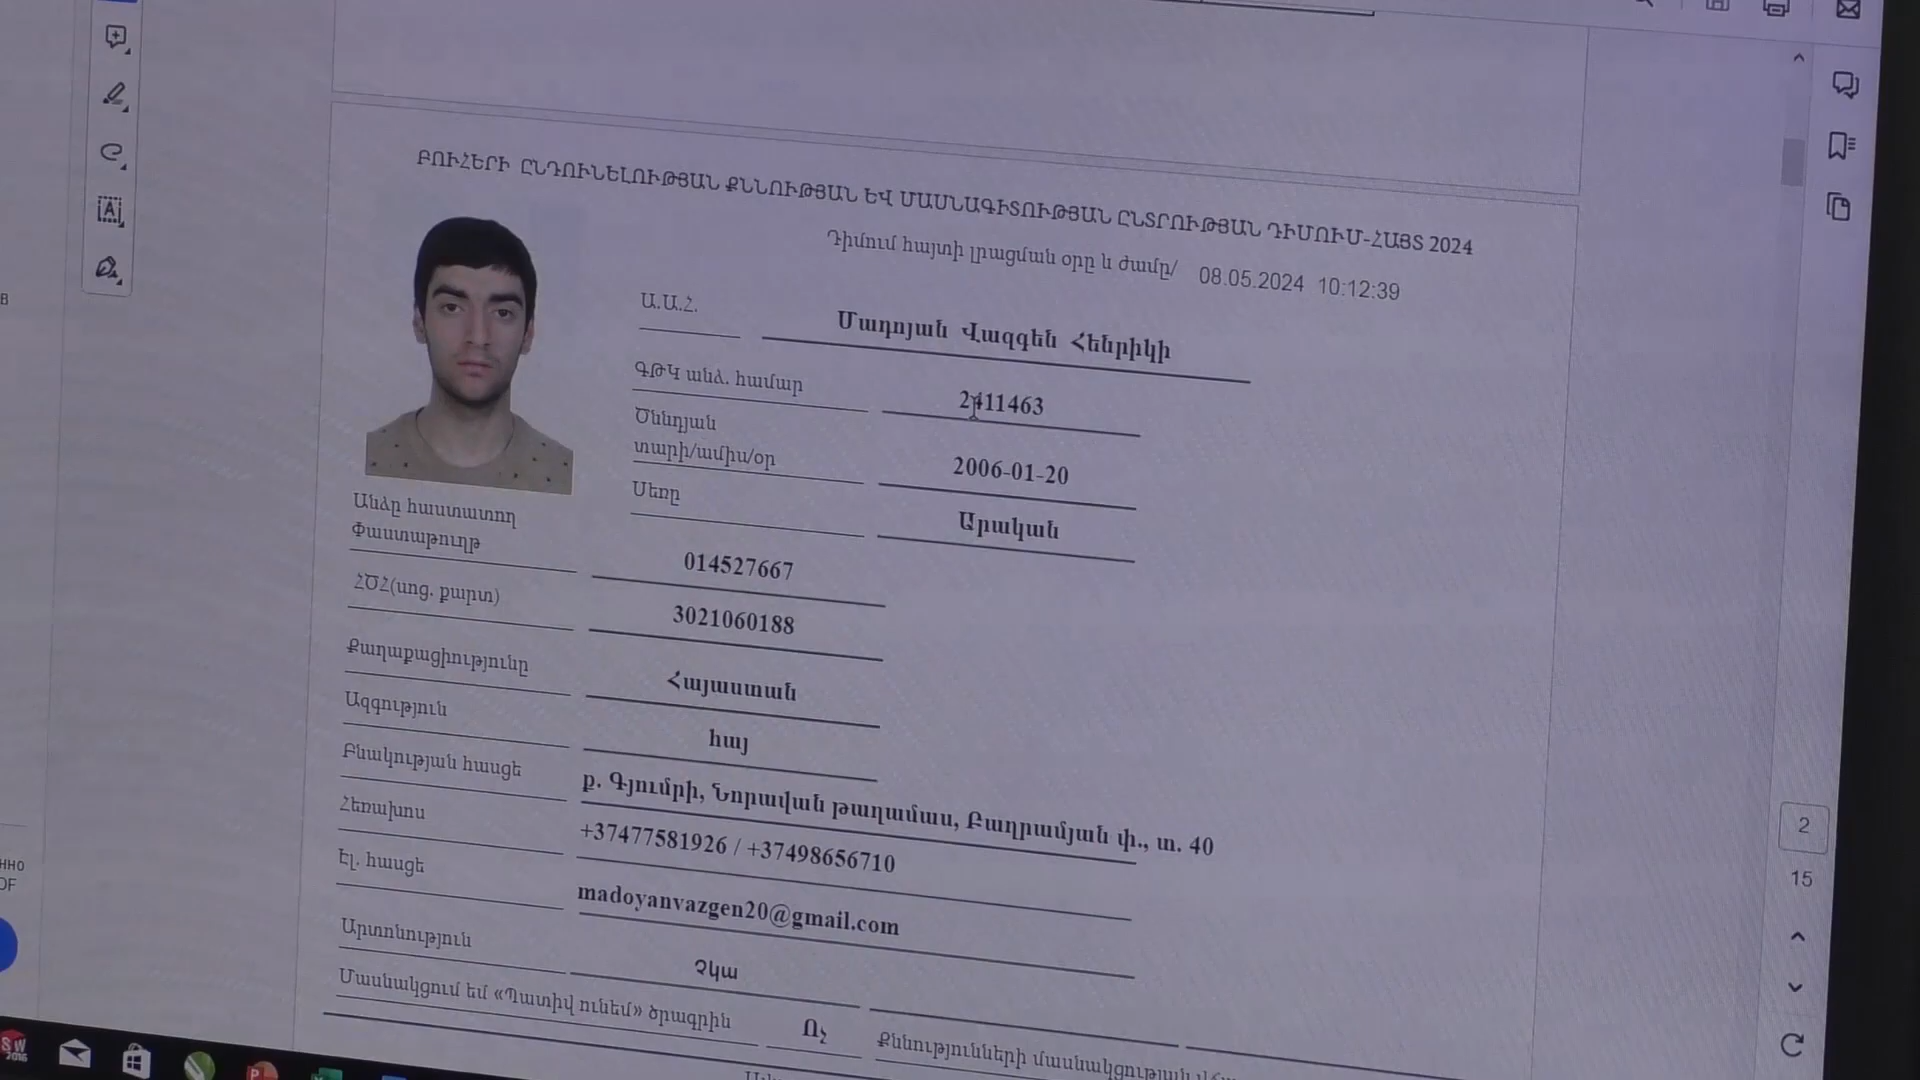 ԲՈՒՀԵՐԻ ԸՆԴՈՒՆԵԼՈՒԹՅԱՆ ՔՆՆՈՒԹՅԱՆ ԵՎ ՄԱՍՆԱԳԻՏՈՒԹՅԱՆ ԸՆՏՐՈՒԹՅԱՆ ԴԻՄՈՒՄ-ՀԱՅՏ 2024
Դիմում հայտի լրացման օրը և ժամը/ 08.05.2024 10:12:39
Ա.Ա.Հ. Մադոյան Վազգեն Հենրիկի
ԳԹԿ անձ. համար 2411463
Ծննդյան
տարի/ամիս/օր 2006-01-20
Սեռը Արական
Անձը հաստատող
Փաստաթուղթ 014527667
ՀԾՀ(սոց. քարտ) 3021060188
Քաղաքացիությունը Հայաստան
Ազգություն հայ
Բնակության հասցե ք. Գյումրի, Նորավան թաղամաս, Բաղրամյան փ., տ. 40
Հեռախոս +37477581926 / +37498656710
Էլ. հասցե madoyanvazgen20@gmail.com
Արտոնություն Չկա
Մասնակցում եմ «Պատիվ ունեմ» ծրագրին Ոչ Քննությունների մասնակցության
2
15